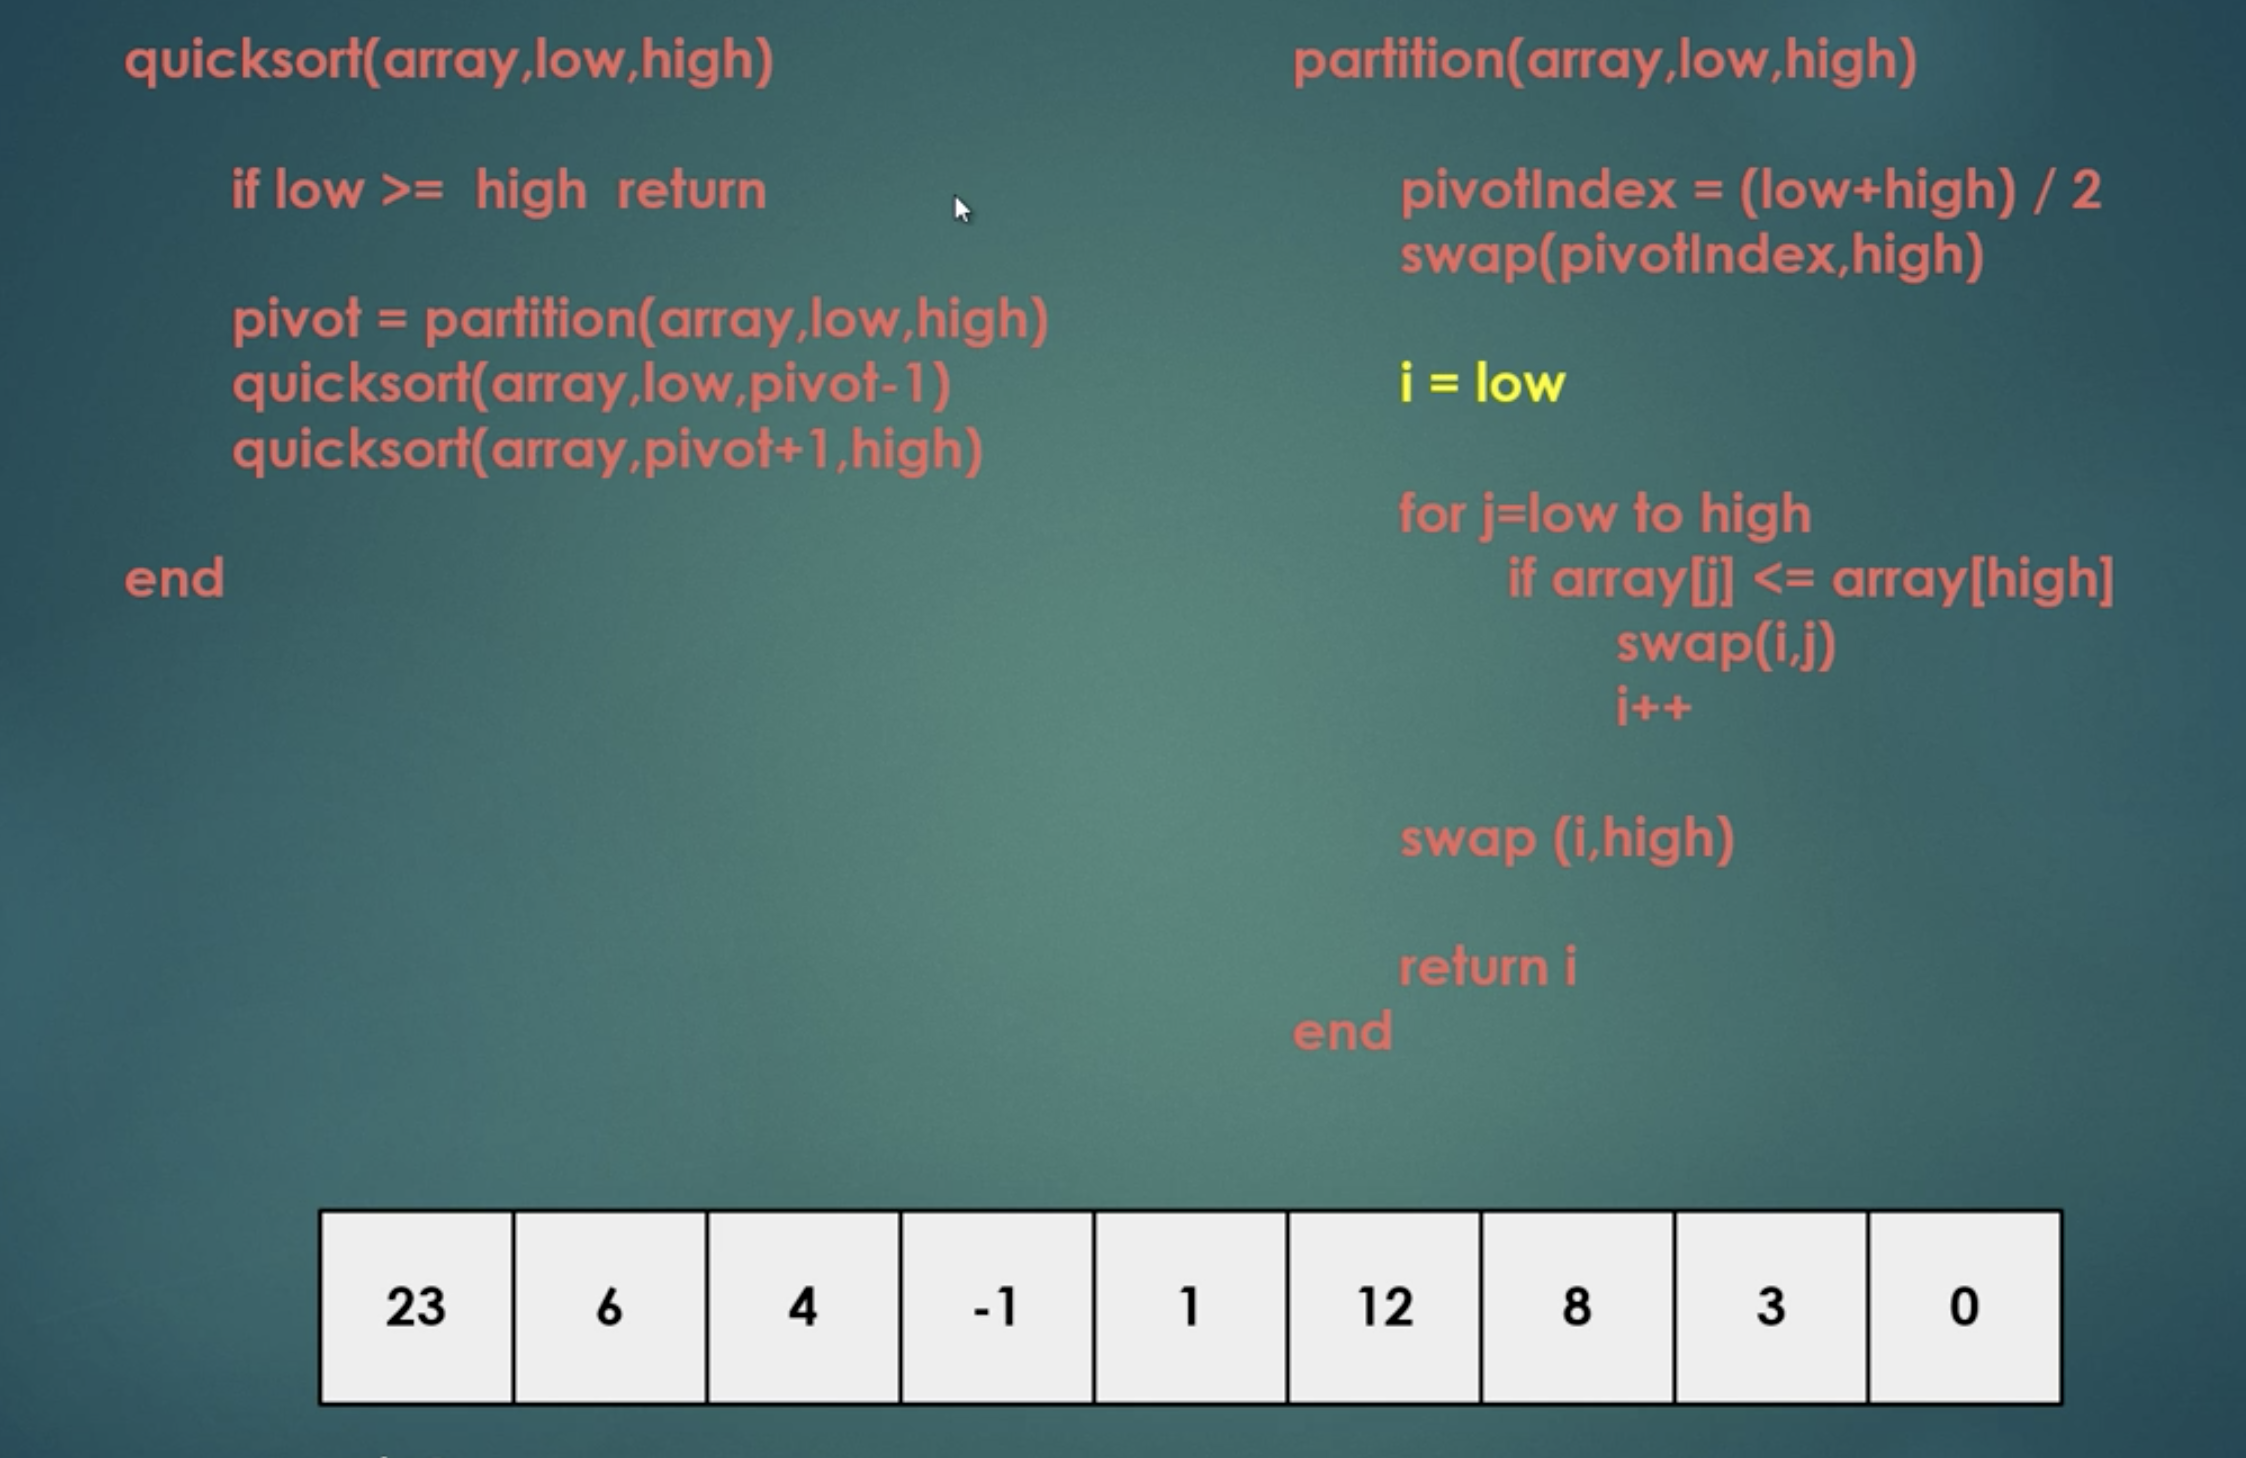 quicksort(array,low,high)
if low >= high return
pivot = partition(array,low,high)
quicksort(array,low,pivot-1)
quicksort(array,pivot+1,high)
end
partition(array,low,high)
pivotIndex = (low+high) / 2
swap(pivotIndex,high)
i = low
for j=low to high
if array[j] <= array[high]
swap(i,j)
i++
swap (i,high)
return i
end
23 6 4 -1 1 12 8 3 0